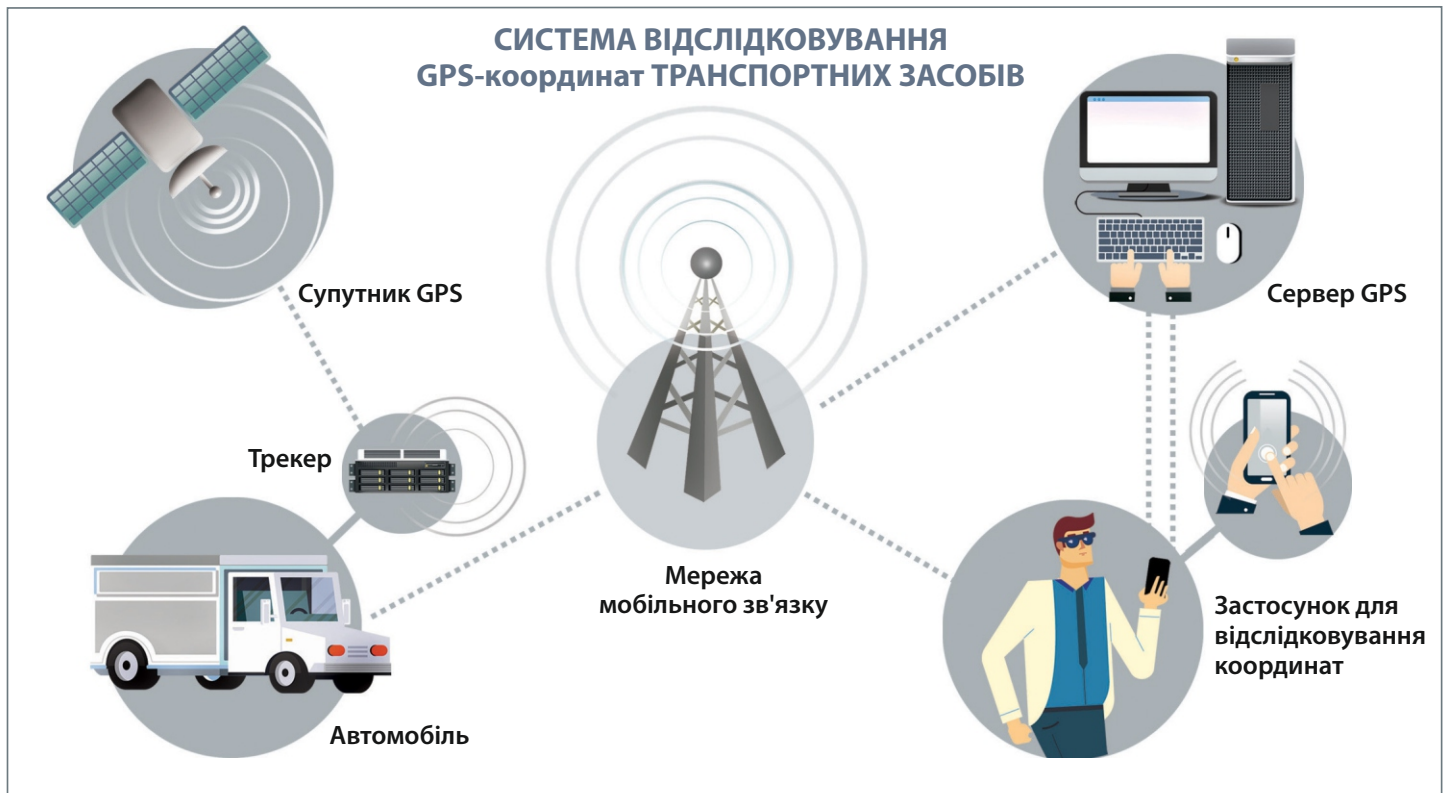 СИСТЕМА ВІДСЛІДКОВУВАННЯ
GPS-координат ТРАНСПОРТНИХ ЗАСОБІВ
Супутник GPS
Сервер GPS
Трекер
Мережа
мобільного зв'язку
Застосунок для
відслідковування
координат
Автомобіль